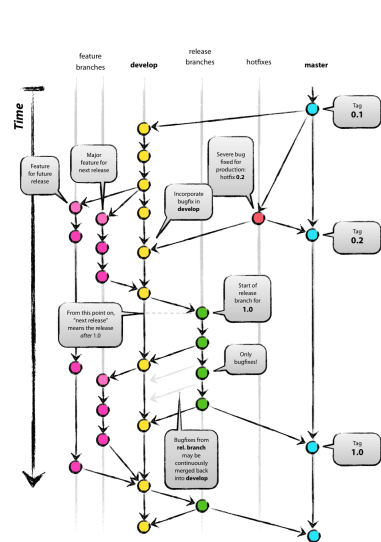 feature
branches
develop
release
branches
hotfixes
master
Time
Tag
0.1
Major
feature for
next release
Feature
for future
release
Severe bug
fixed for
production:
hotfix 0.2
Incorporate
bugfix in
develop
Tag
0.2
Start of
release
branch for
1.0
From this point on,
"next release"
means the release
after 1.0
Only
bugfixes!
Bugfixes from
rel. branch
may be
continuously
merged back
into develop
Tag
1.0